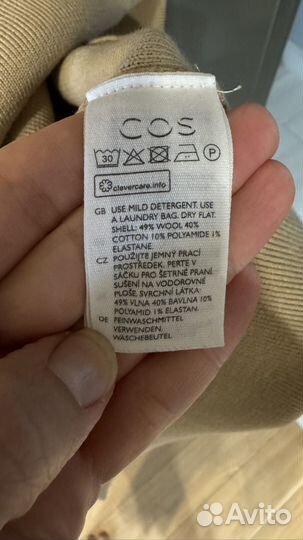 COS
30 P
clevercare.info
GB USE MILD DETERGENT. USE
A LAUNDRY BAG. DRY FLAT.
SHELL: 49% WOOL 40%
COTTON 10% POLYAMIDE 1%
ELASTANE.
CZ POUŽIJTE JEMNÝ PRACÍ
PROSTŘEDEK. PERTE V
SÁČKU PRO ŠETRNÉ PRANÍ.
SUŠENÍ NA VODOROVNÉ
PLOŠE. SVRCHNÍ LÁTKA:
49% VLNA 40% BAVLNA 10%
POLYAMID 1% ELASTAN.
DE FEINWASCHMITTEL
VERWENDEN.
WÄSCHEBEUTEL
Avito